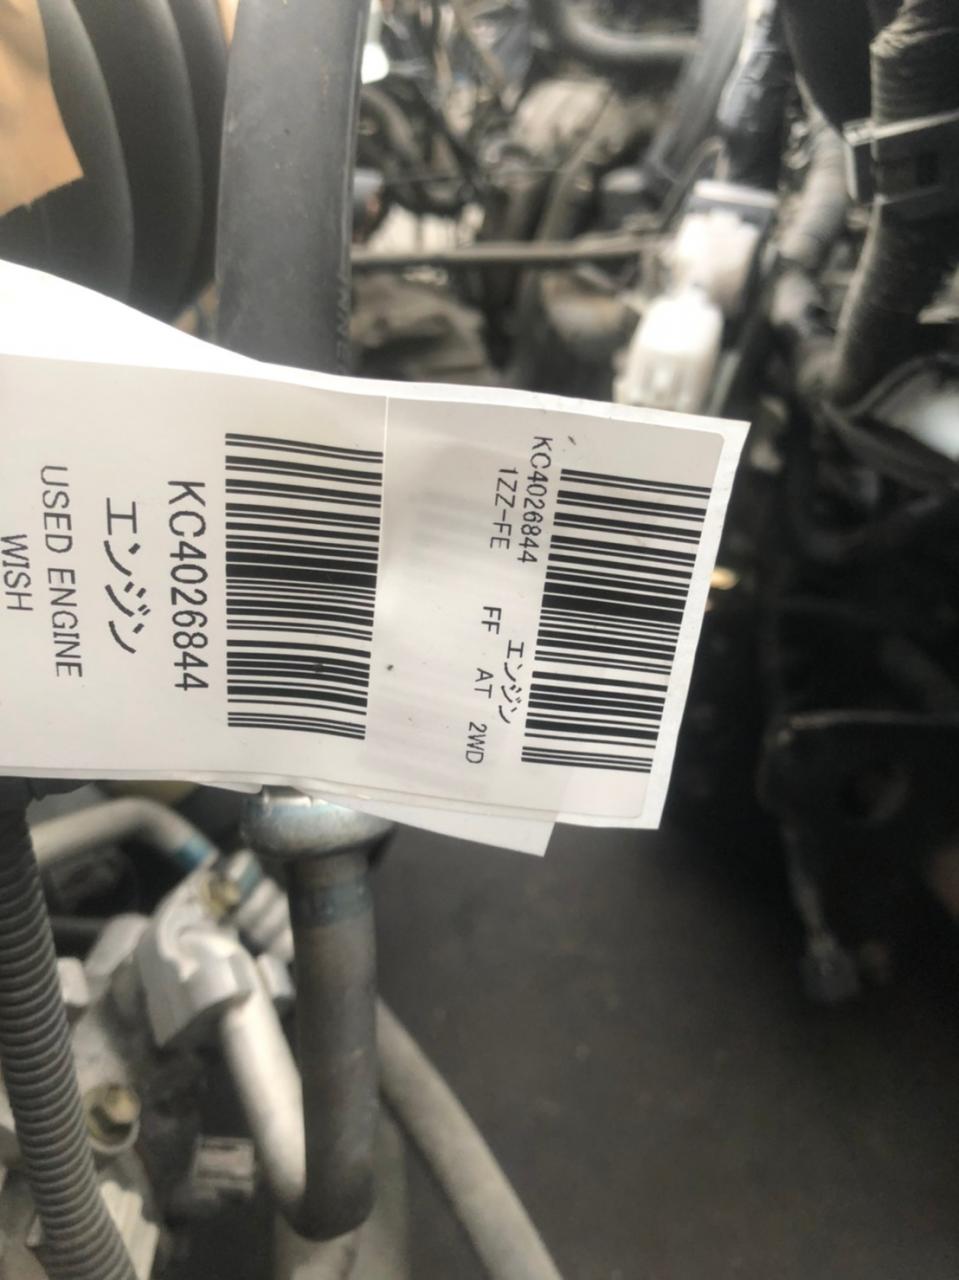 KC4026844
エンジン
USED ENGINE
WISH
KC4026844 エンジン
1ZZ-FE FF AT 2WD